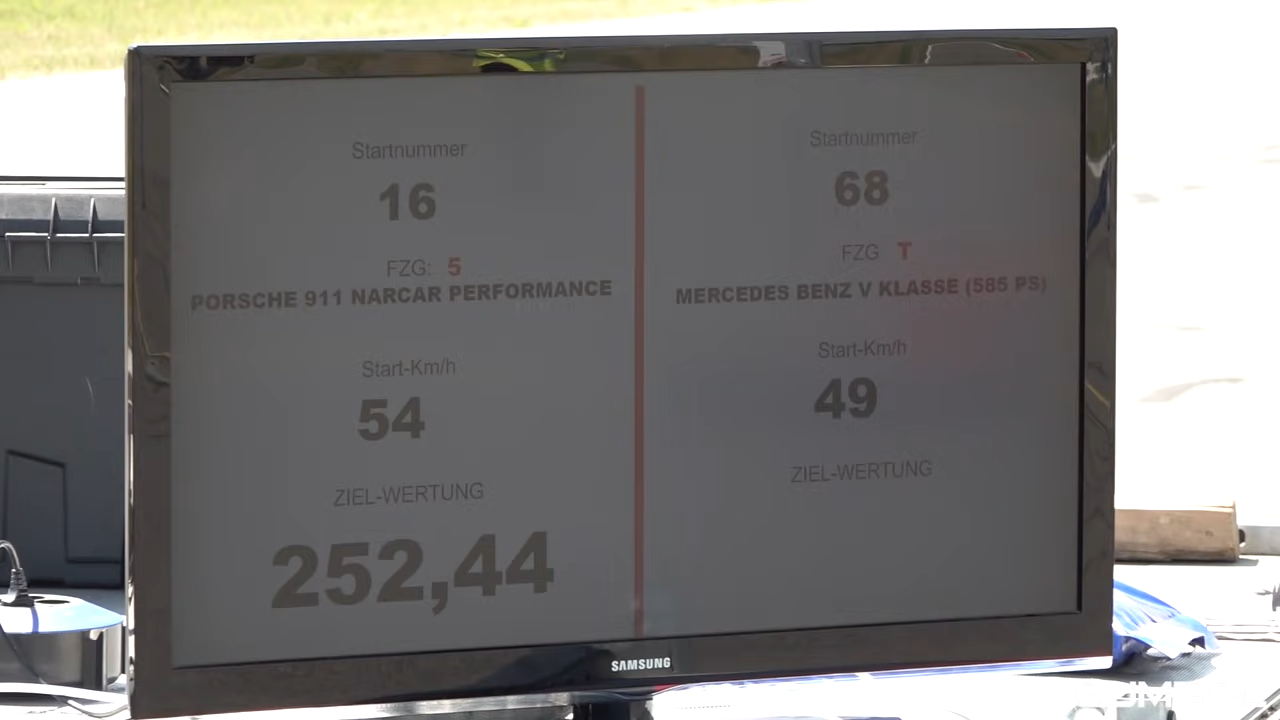 Startnummer
16
FZG: 5
PORSCHE 911 NARCAR PERFORMANCE
Start-Km/h
54
ZIEL-WERTUNG
252,44
Startnummer
68
FZG T
MERCEDES BENZ V KLASSE (585 PS)
Start-Km/h
49
ZIEL-WERTUNG
SAMSUNG